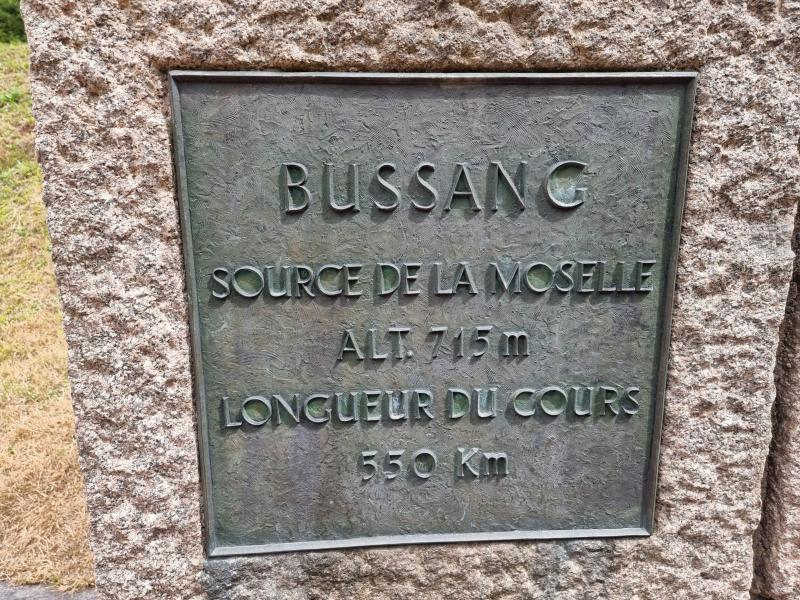 BUSSANG
SOURCE DE LA MOSELLE
ALT. 715 m
LONGUEUR DU COURS
550 Km